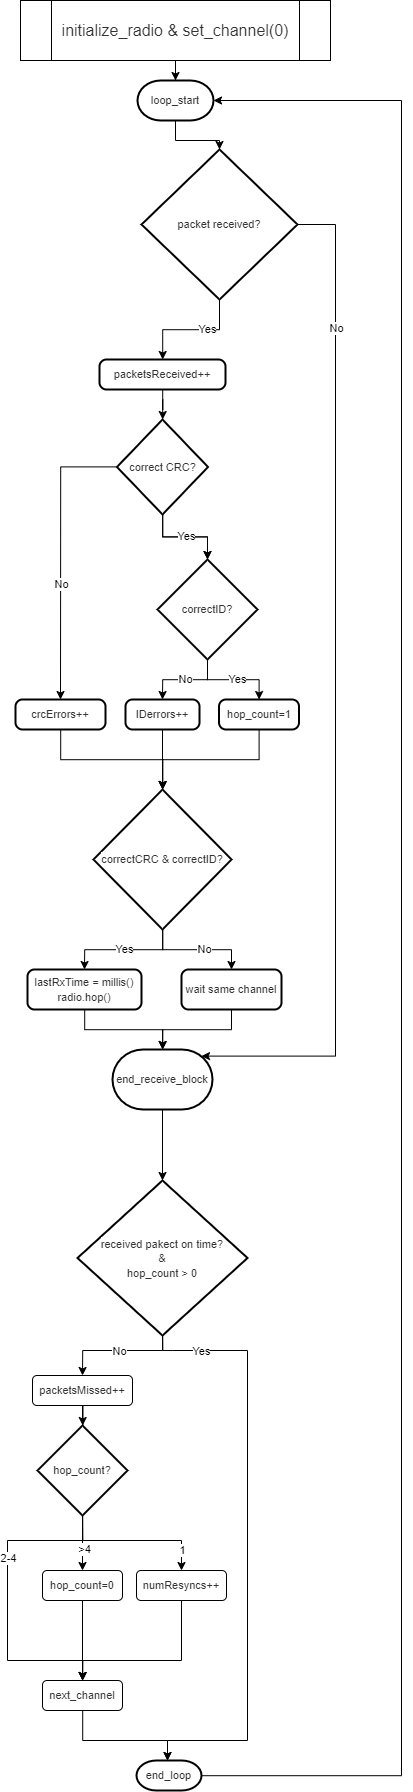 initialize_radio & set_channel(0)
loop_start
packet received?
No
Yes
packetsReceived++
correct CRC?
Yes
No
correctID?
No
Yes
crcErrors++
IDerrors++
hop_count=1
correctCRC & correctID?
Yes
No
lastRxTime = millis()
radio.hop()
wait same channel
end_receive_block
received pakect on time?
&
hop_count > 0
No
Yes
packetsMissed++
hop_count?
2-4
>4
1
hop_count=0
numResyncs++
next_channel
end_loop